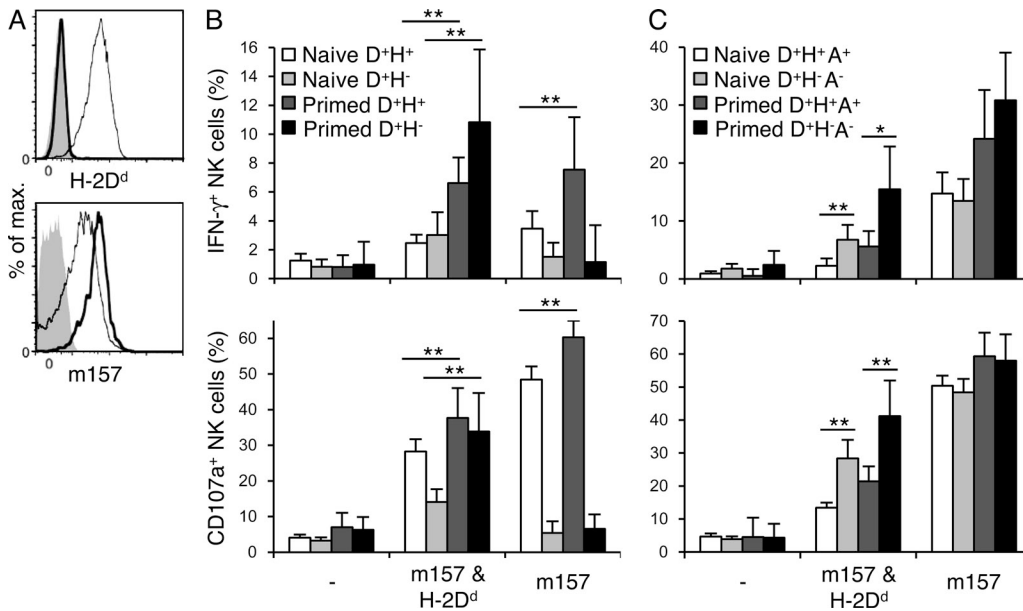 A
% of max.
0
H-2Dᵈ
0
m157
B
IFN-γ⁺ NK cells (%)
16
14
12
10
8
6
4
2
0
Naive D⁺H⁺
Naive D⁺H⁻
Primed D⁺H⁺
Primed D⁺H⁻
**
**
**
CD107a⁺ NK cells (%)
60
50
40
30
20
10
0
**
**
**
-
m157 &
H-2Dᵈ
m157
C
40
30
20
10
0
Naive D⁺H⁺A⁺
Naive D⁺H⁻A⁻
Primed D⁺H⁺A⁺
Primed D⁺H⁻A⁻
**
*
70
60
50
40
30
20
10
0
**
**
-
m157 &
H-2Dᵈ
m157